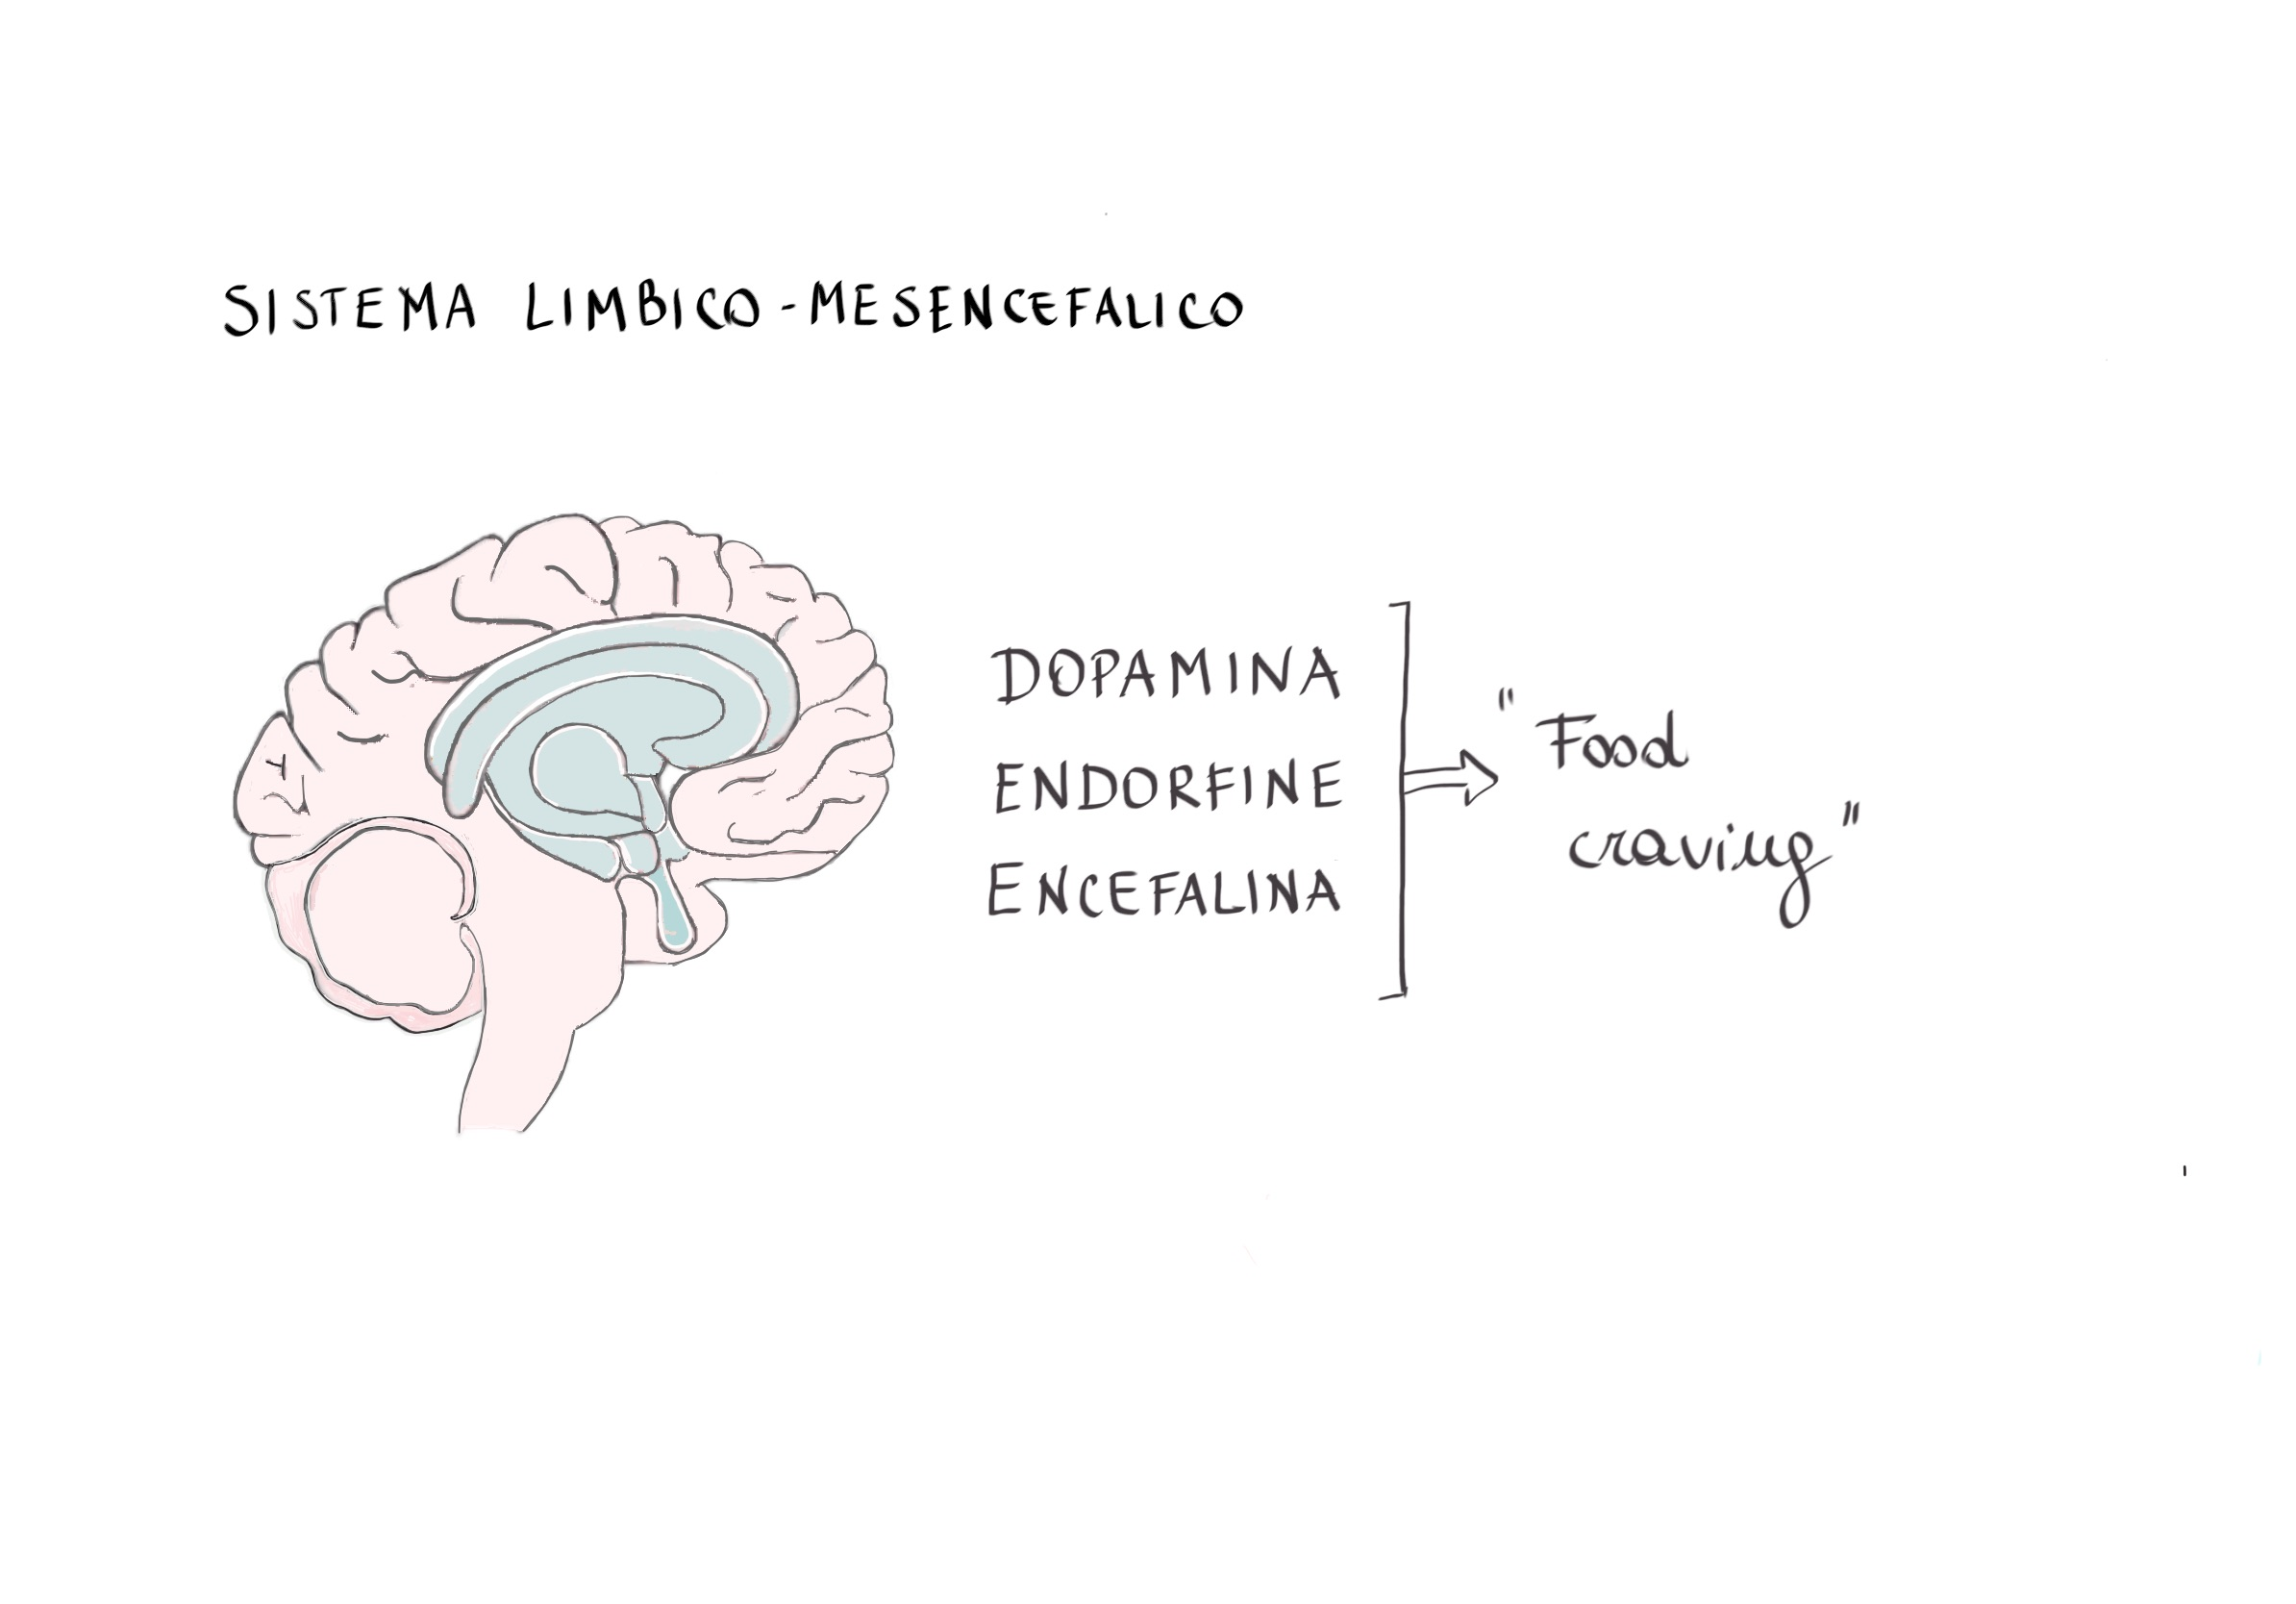 SISTEMA LIMBICO-MESENCEFALICO
DOPAMINA
ENDORFINE
ENCEFALINA
"Food
craving"